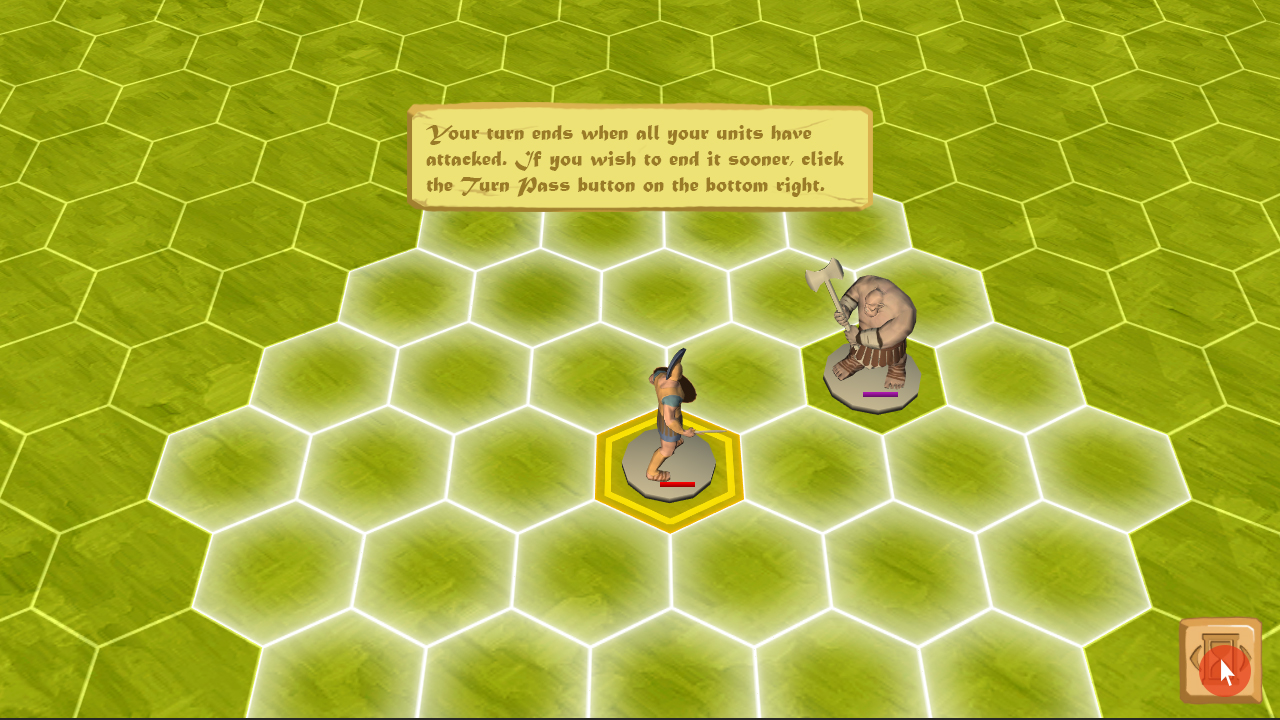 Your turn ends when all your units have
attacked. If you wish to end it sooner, click
the Turn Pass button on the bottom right.